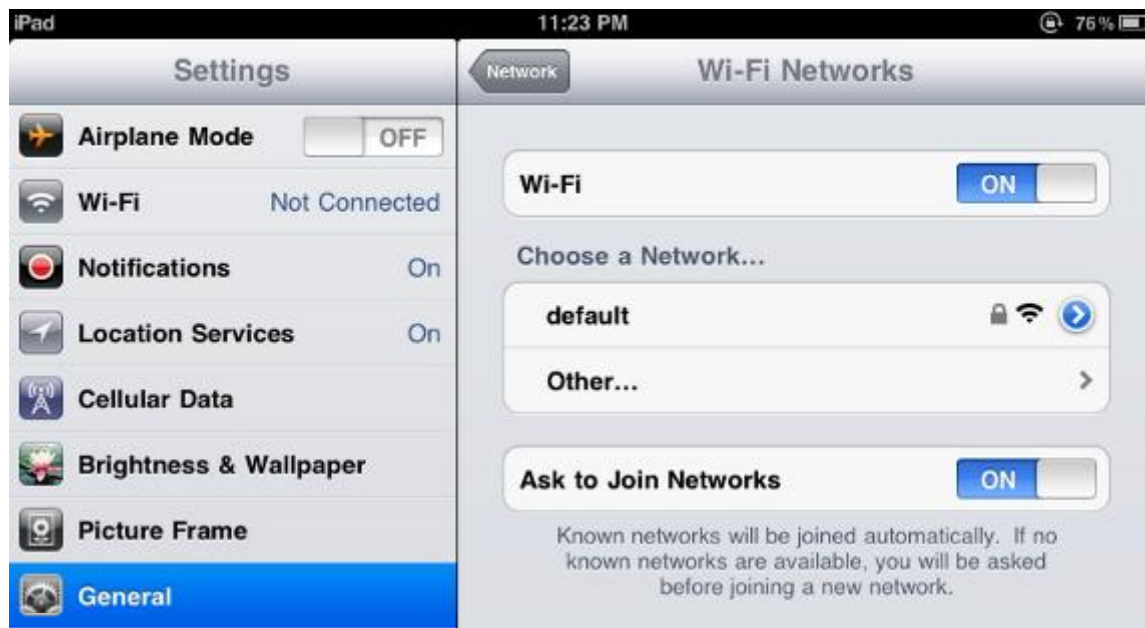 iPad 11:23 PM 76%
Settings
Airplane Mode OFF
Wi-Fi Not Connected
Notifications On
Location Services On
Cellular Data
Brightness & Wallpaper
Picture Frame
General
Network Wi-Fi Networks
Wi-Fi ON
Choose a Network...
default
Other...
Ask to Join Networks ON
Known networks will be joined automatically. If no
known networks are available, you will be asked
before joining a new network.